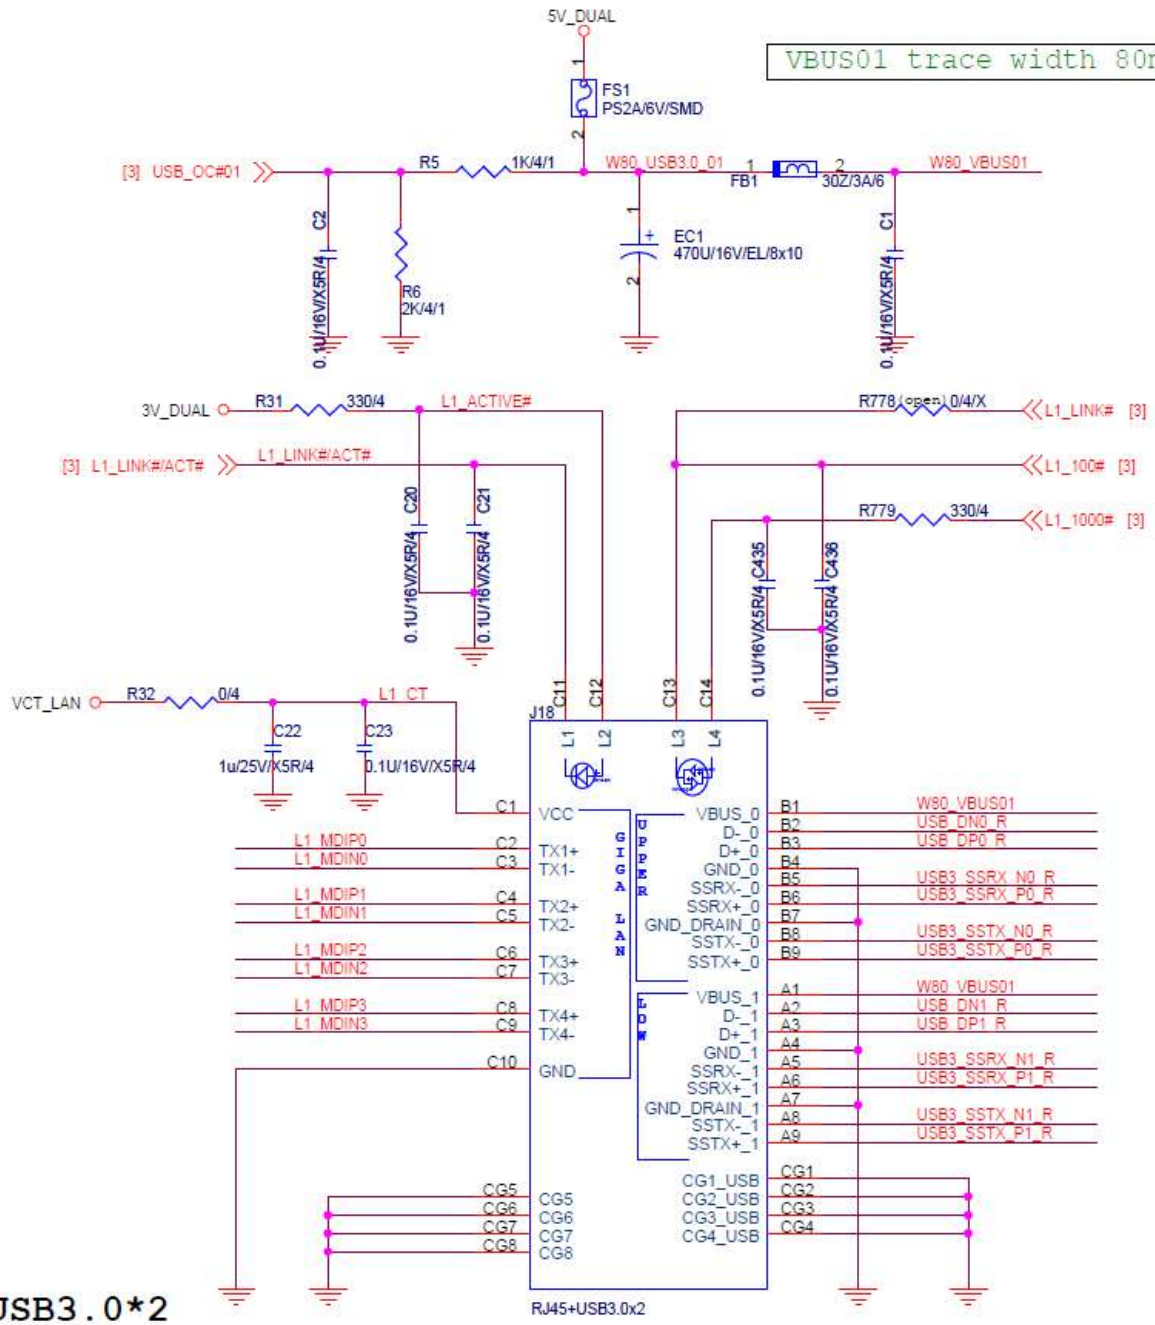 5V_DUAL
VBUS01 trace width 80
1
FS1
PS2A/6V/SMD
2
[3] USB_OC#01
R5
1K/4/1
W80_USB3.0_01
1
2
W80_VBUS01
FB1
30Z/3A/6
C2
0.1U/16V/X5R/4
R6
2K/4/1
1
+
EC1
470U/16V/EL/8x10
2
C1
0.1U/16V/X5R/4
3V_DUAL
R31
330/4
L1_ACTIVE#
R778
(open)
0/4/X
L1_LINK# [3]
[3] L1_LINK#/ACT#
L1_LINK#/ACT#
L1_100# [3]
C20
0.1U/16V/X5R/4
C21
0.1U/16V/X5R/4
R779
330/4
L1_1000# [3]
C435
0.1U/16V/X5R/4
C436
0.1U/16V/X5R/4
VCT_LAN
R32
0/4
L1_CT
C22
1u/25V/X5R/4
C23
0.1U/16V/X5R/4
J18
C11
C12
C13
C14
L1
L2
L3
L4
C1
VCC
L1_MDIP0
C2
TX1+
L1_MDIN0
C3
TX1-
L1_MDIP1
C4
TX2+
L1_MDIN1
C5
TX2-
L1_MDIP2
C6
TX3+
L1_MDIN2
C7
TX3-
L1_MDIP3
C8
TX4+
L1_MDIN3
C9
TX4-
C10
GND
GIGA LAN
UPPER
LOW
VBUS_0
B1
W80_VBUS01
D-_0
B2
USB_DN0_R
D+_0
B3
USB_DP0_R
GND_0
B4
SSRX-_0
B5
USB3_SSRX_N0_R
SSRX+_0
B6
USB3_SSRX_P0_R
GND_DRAIN_0
B7
SSTX-_0
B8
USB3_SSTX_N0_R
SSTX+_0
B9
USB3_SSTX_P0_R
VBUS_1
A1
W80_VBUS01
D-_1
A2
USB_DN1_R
D+_1
A3
USB_DP1_R
GND_1
A4
SSRX-_1
A5
USB3_SSRX_N1_R
SSRX+_1
A6
USB3_SSRX_P1_R
GND_DRAIN_1
A7
SSTX-_1
A8
USB3_SSTX_N1_R
SSTX+_1
A9
USB3_SSTX_P1_R
CG1_USB
CG1
CG2_USB
CG2
CG3_USB
CG3
CG4_USB
CG4
CG5
CG5
CG6
CG6
CG7
CG7
CG8
CG8
RJ45+USB3.0x2
USB3.0*2